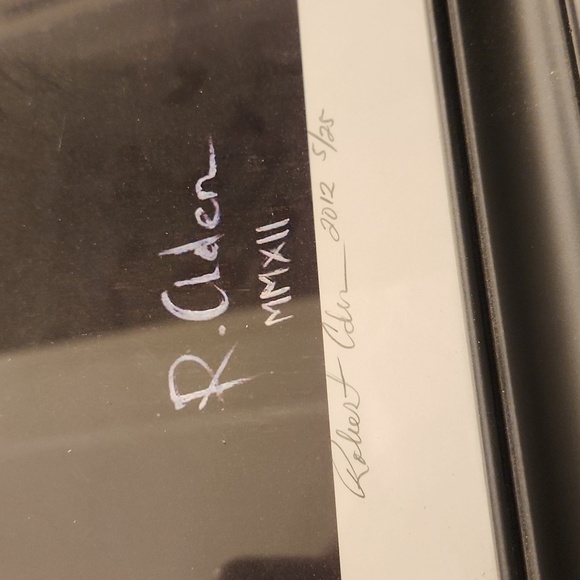 R. Alden
MMXII
Robert Alden 2012 5/25